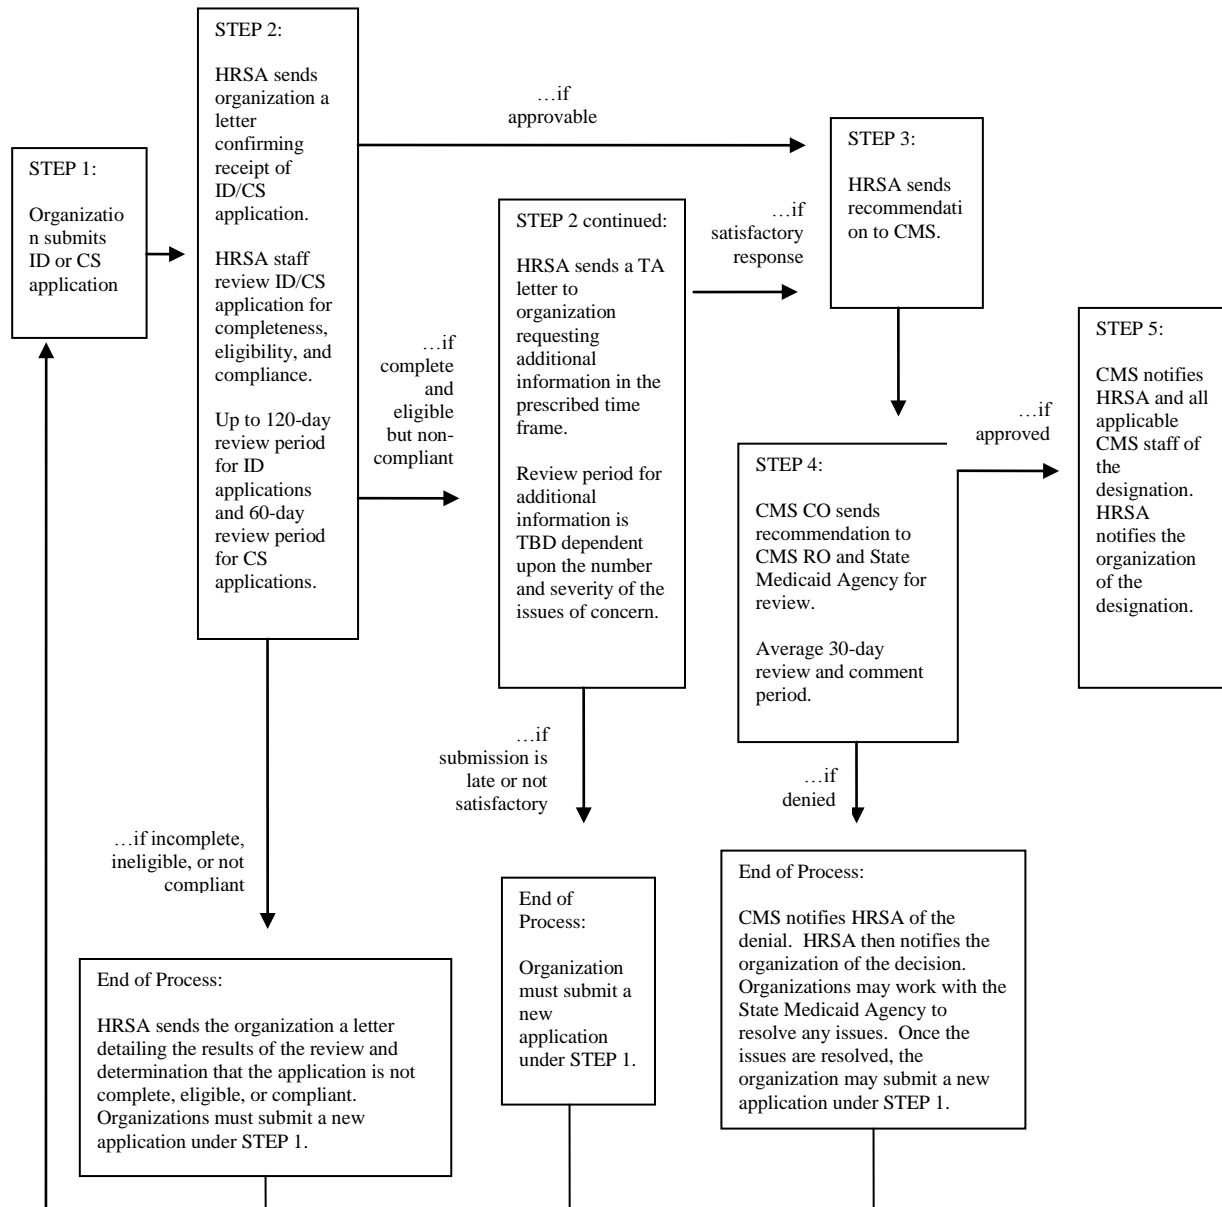 STEP 1:
Organizatio
n submits
ID or CS
application
STEP 2:
HRSA sends
organization a
letter
confirming
receipt of
ID/CS
application.
HRSA staff
review ID/CS
application for
completeness,
eligibility, and
compliance.
Up to 120-day
review period
for ID
applications
and 60-day
review period
for CS
applications.
…if
approvable
…if
complete
and
eligible
but non-
compliant
STEP 2 continued:
HRSA sends a TA
letter to
organization
requesting
additional
information in the
prescribed time
frame.
Review period for
additional
information is
TBD dependent
upon the number
and severity of the
issues of concern.
…if
satisfactory
response
STEP 3:
HRSA sends
recommendati
on to CMS.
STEP 4:
CMS CO sends
recommendation to
CMS RO and State
Medicaid Agency for
review.
Average 30-day
review and comment
period.
…if
approved
STEP 5:
CMS notifies
HRSA and all
applicable
CMS staff of
the
designation.
HRSA
notifies the
organization
of the
designation.
…if incomplete,
ineligible, or not
compliant
…if
submission is
late or not
satisfactory
…if
denied
End of Process:
HRSA sends the organization a letter
detailing the results of the review and
determination that the application is not
complete, eligible, or compliant.
Organizations must submit a new
application under STEP 1.
End of
Process:
Organization
must submit a
new
application
under STEP 1.
End of Process:
CMS notifies HRSA of the
denial.  HRSA then notifies the
organization of the decision.
Organizations may work with the
State Medicaid Agency to
resolve any issues.  Once the
issues are resolved, the
organization may submit a new
application under STEP 1.